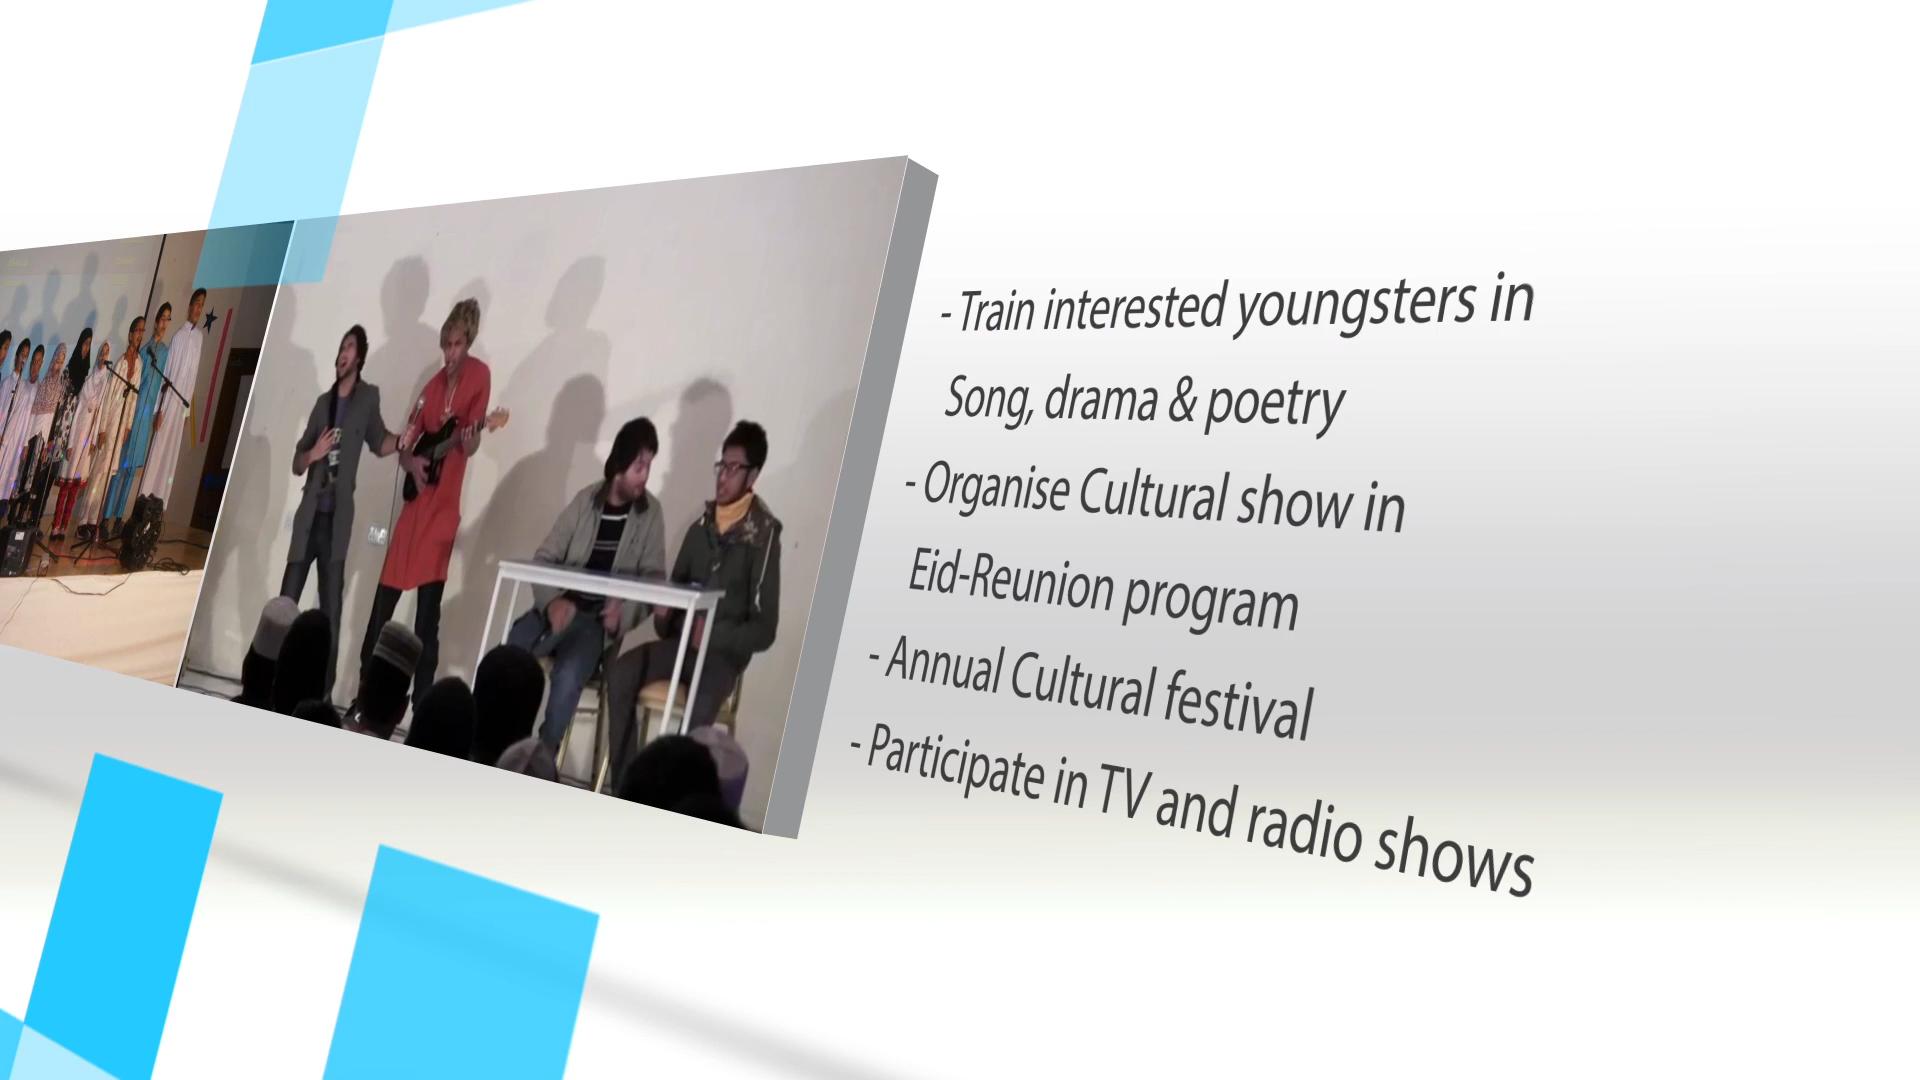 - Train interested youngsters in
Song, drama & poetry
- Organise Cultural show in
Eid-Reunion program
- Annual Cultural festival
- Participate in TV and radio shows